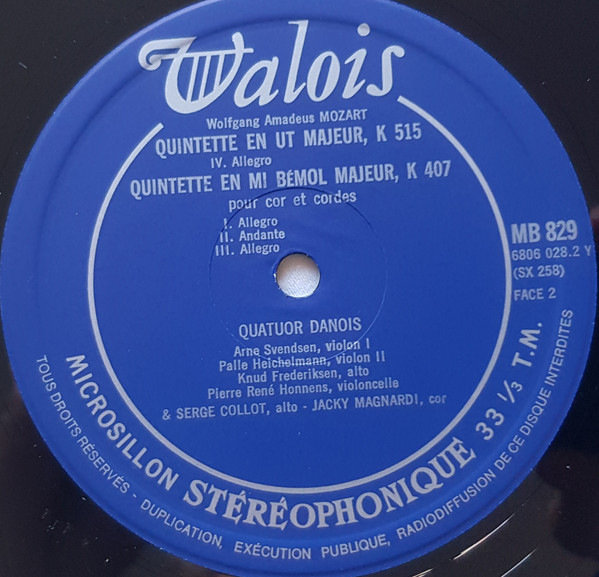 Valois
Wolfgang Amadeus MOZART
QUINTETTE EN UT MAJEUR, K 515
IV. Allegro
QUINTETTE EN MI BÉMOL MAJEUR, K 407
pour cor et cordes
I. Allegro
II. Andante
III. Allegro
MB 829
6806 028.2 Y
(SX 258)
FACE 2
QUATUOR DANOIS
Arne Svendsen, violon I
Palle Heichelmann, violon II
Knud Frederiksen, alto
Pierre René Honnens, violoncelle
& SERGE COLLOT, alto - JACKY MAGNARDI, cor
MICROSILLON STÉRÉOPHONIQUE 33 1/3 T.M.
TOUS DROITS RÉSERVÉS - DUPLICATION, EXÉCUTION PUBLIQUE, RADIODIFFUSION DE CE DISQUE INTERDITES